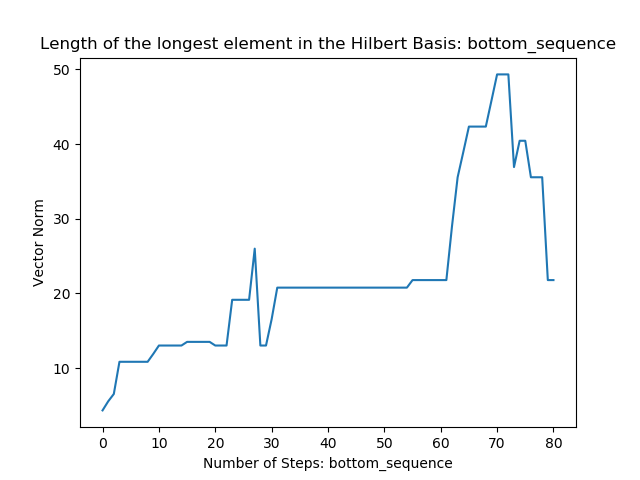 Length of the longest element in the Hilbert Basis: bottom_sequence
50
40
30
20
10
Vector Norm
0 10 20 30 40 50 60 70 80
Number of Steps: bottom_sequence